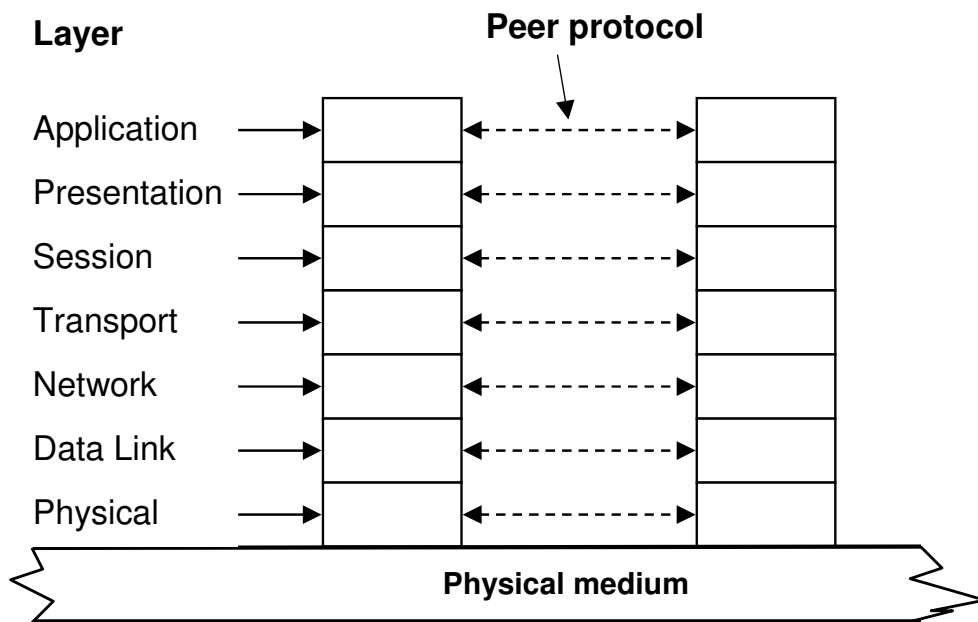 Layer
Peer protocol
Application
Presentation
Session
Transport
Network
Data Link
Physical
Physical medium